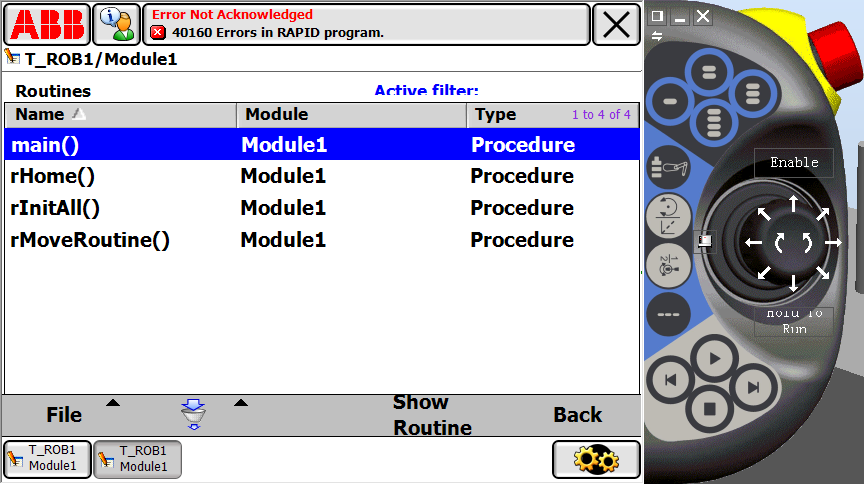 ABB
Error Not Acknowledged
40160 Errors in RAPID program.
T_ROB1/Module1
Routines
Active filter:
Name
Module
Type
1 to 4 of 4
main()
Module1
Procedure
rHome()
Module1
Procedure
rInitAll()
Module1
Procedure
rMoveRoutine()
Module1
Procedure
File
Show
Routine
Back
T_ROB1
Module1
T_ROB1
Module1
Enable
Hold To
Run